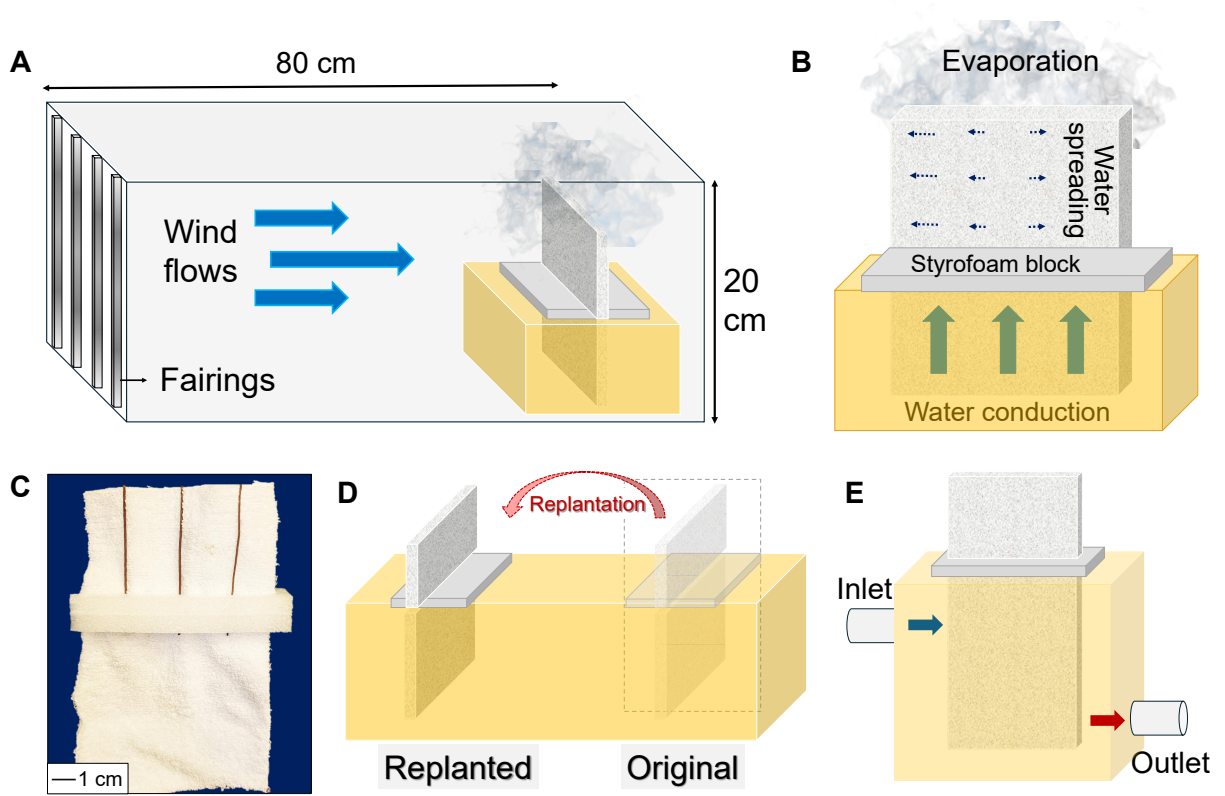 A
80 cm
Wind
flows
Fairings
20
cm
B
Evaporation
Water
spreading
Styrofoam block
Water conduction
C
1 cm
D
Replantation
Replanted
Original
E
Inlet
Outlet